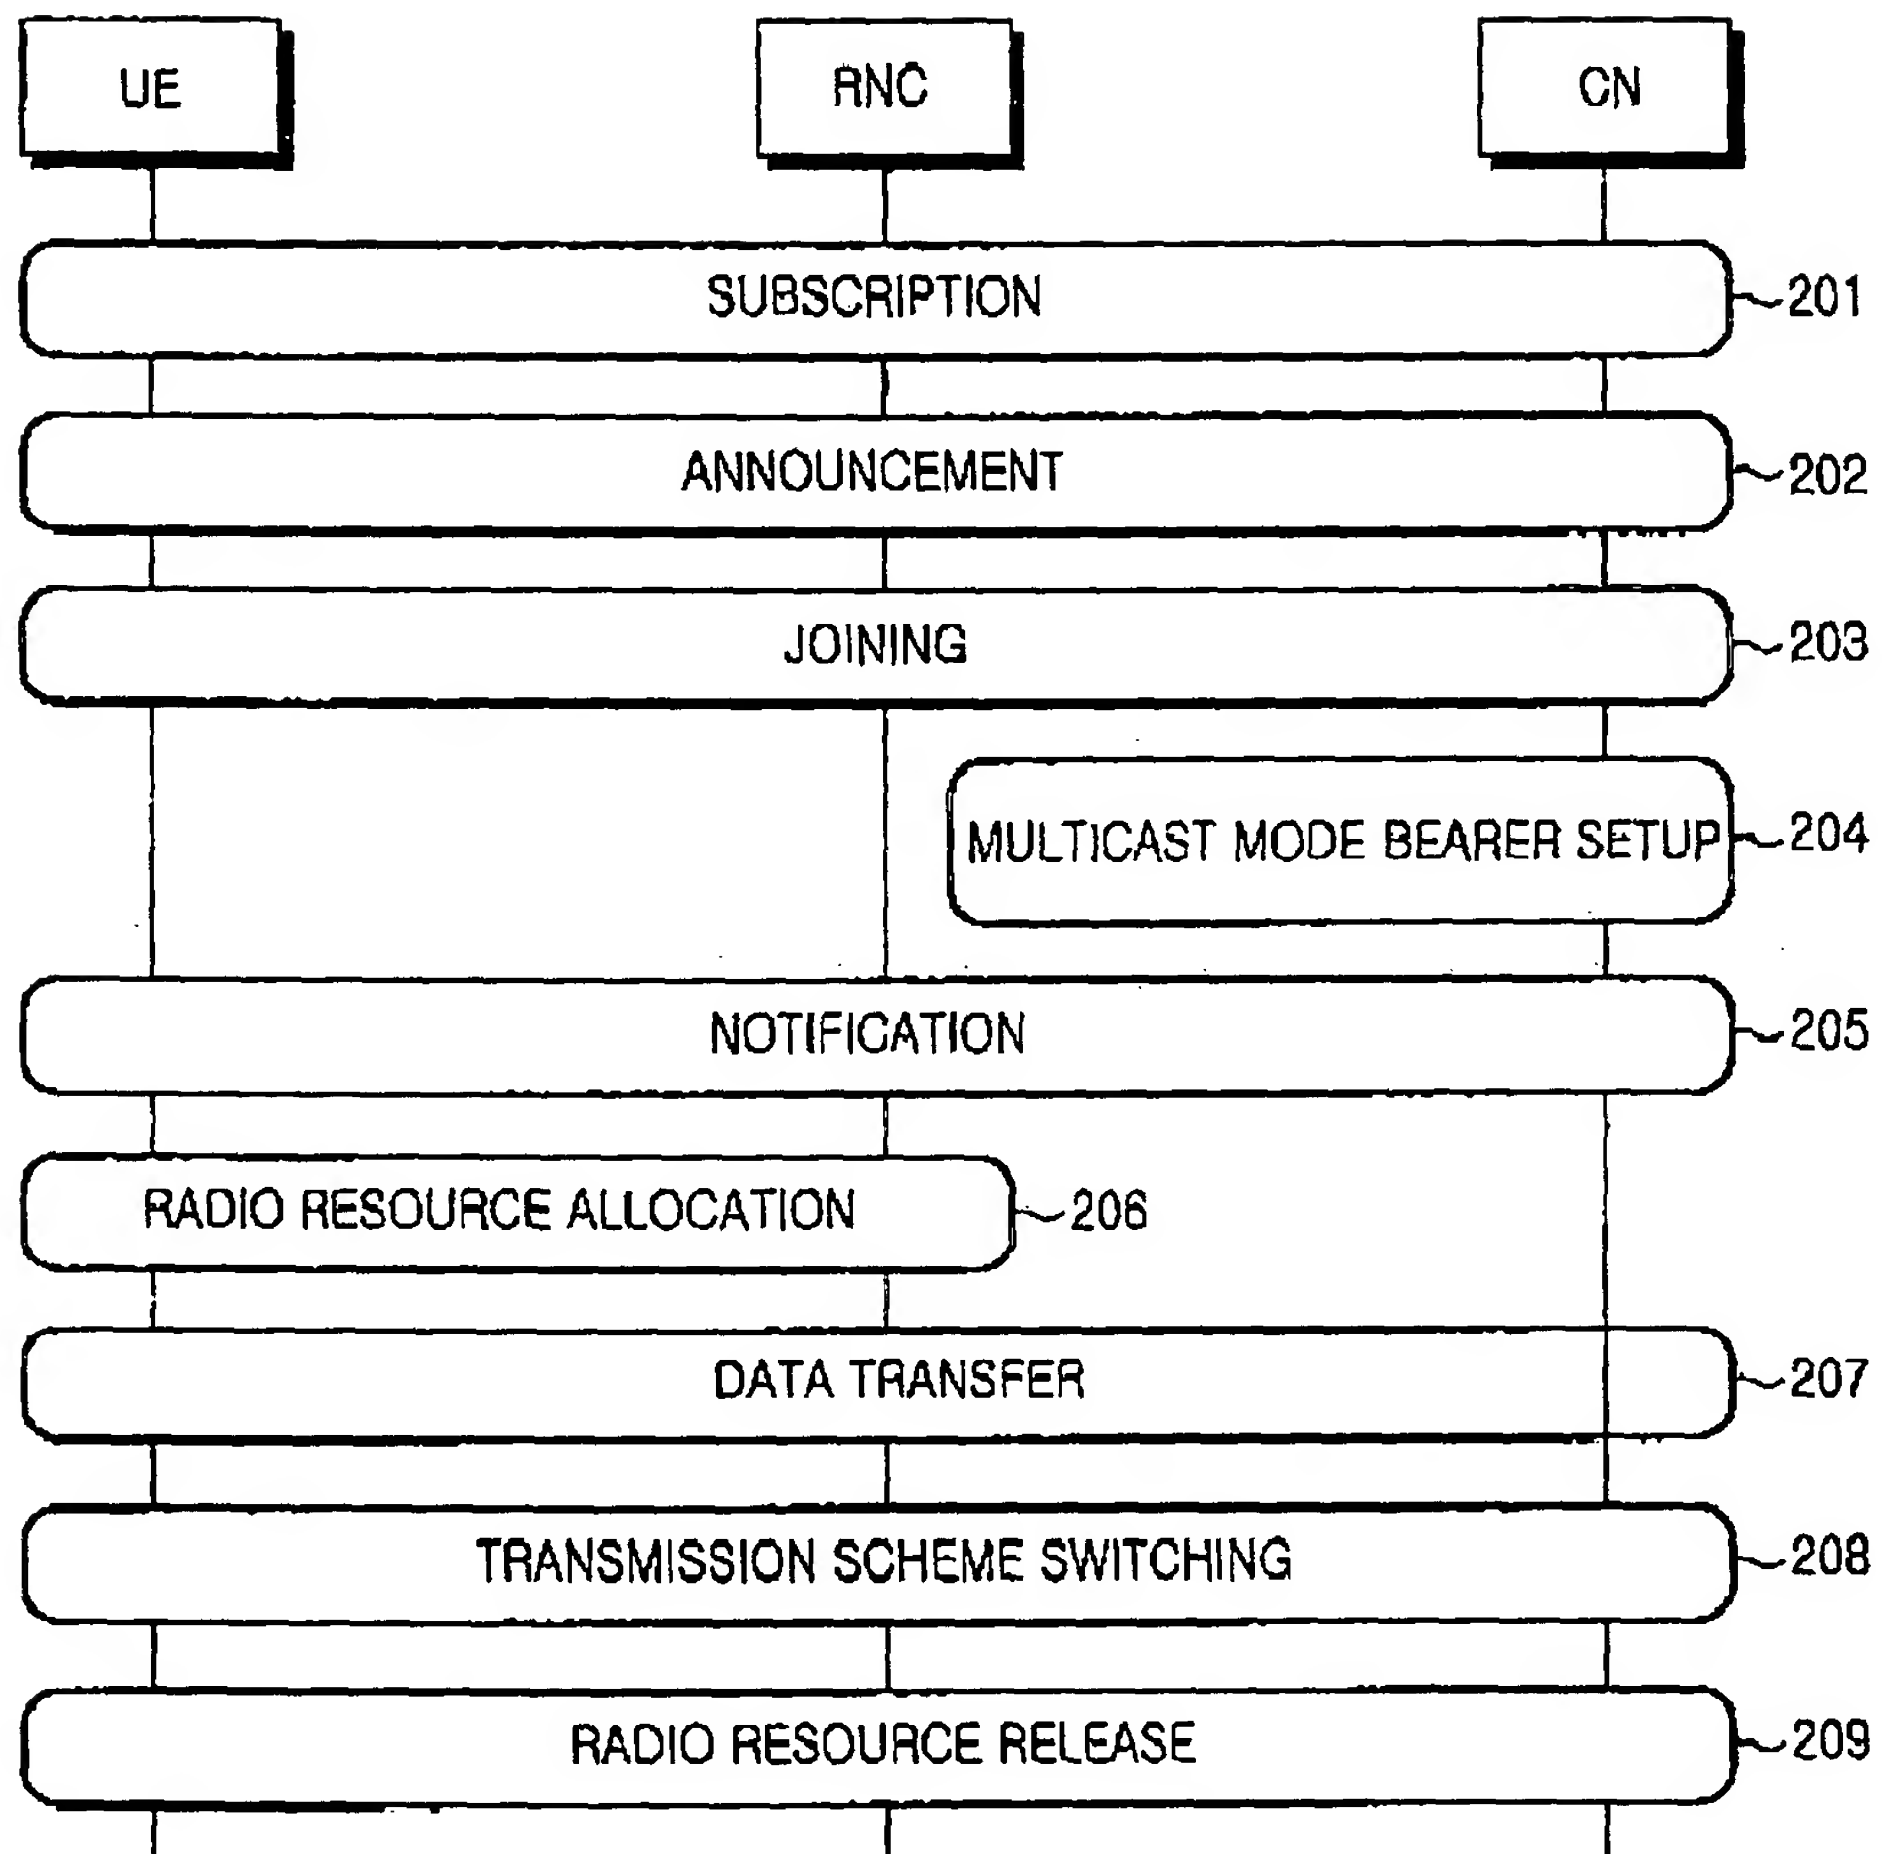 UE
RNC
CN
SUBSCRIPTION
201
ANNOUNCEMENT
202
JOINING
203
MULTICAST MODE BEARER SETUP
204
NOTIFICATION
205
RADIO RESOURCE ALLOCATION
206
DATA TRANSFER
207
TRANSMISSION SCHEME SWITCHING
208
RADIO RESOURCE RELEASE
209